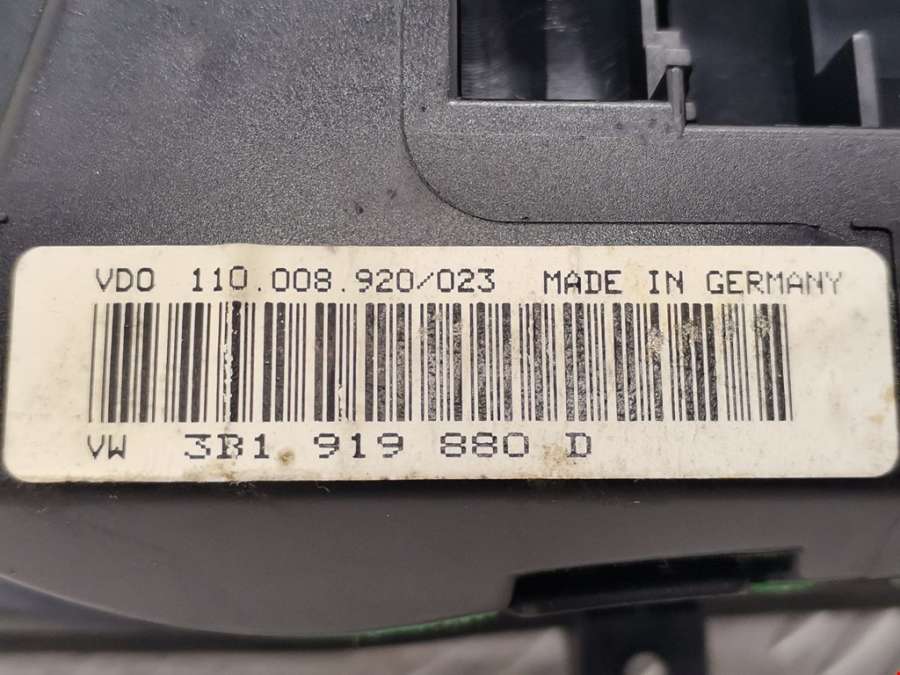 VDO 110.008.920/023 MADE IN GERMANY
VW 3B1 919 880 D